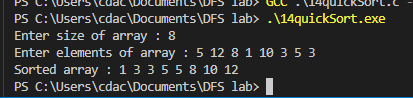 PS C:\Users\cdac\Documents\DFS lab> GCC .\14quickSort.c -
PS C:\Users\cdac\Documents\DFS lab> .\14quickSort.exe
Enter size of array : 8
Enter elements of array : 5 12 8 1 10 3 5 3
Sorted array : 1 3 3 5 5 8 10 12
PS C:\Users\cdac\Documents\DFS lab>